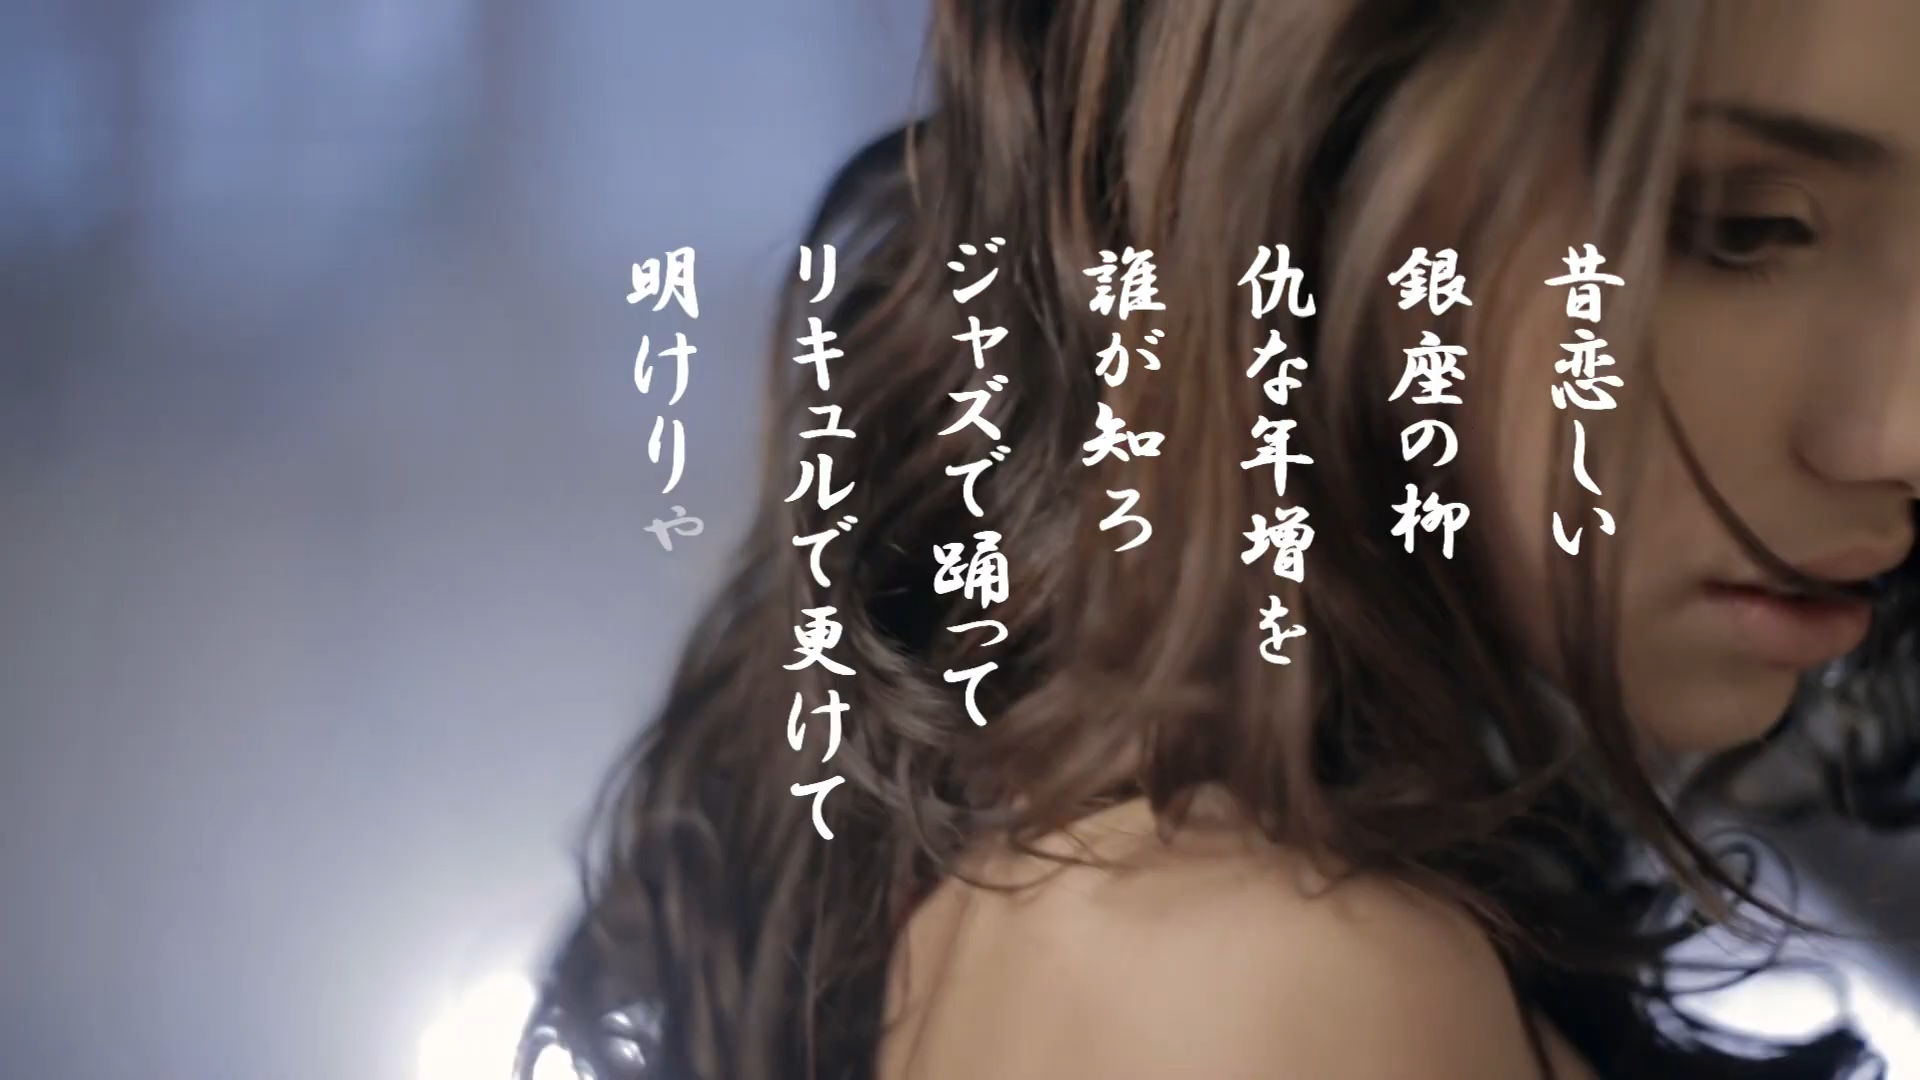 昔恋しい
銀座の柳
仇な年増を
誰が知ろ
ジャズで踊って
リキュルで更けて
明けりゃ